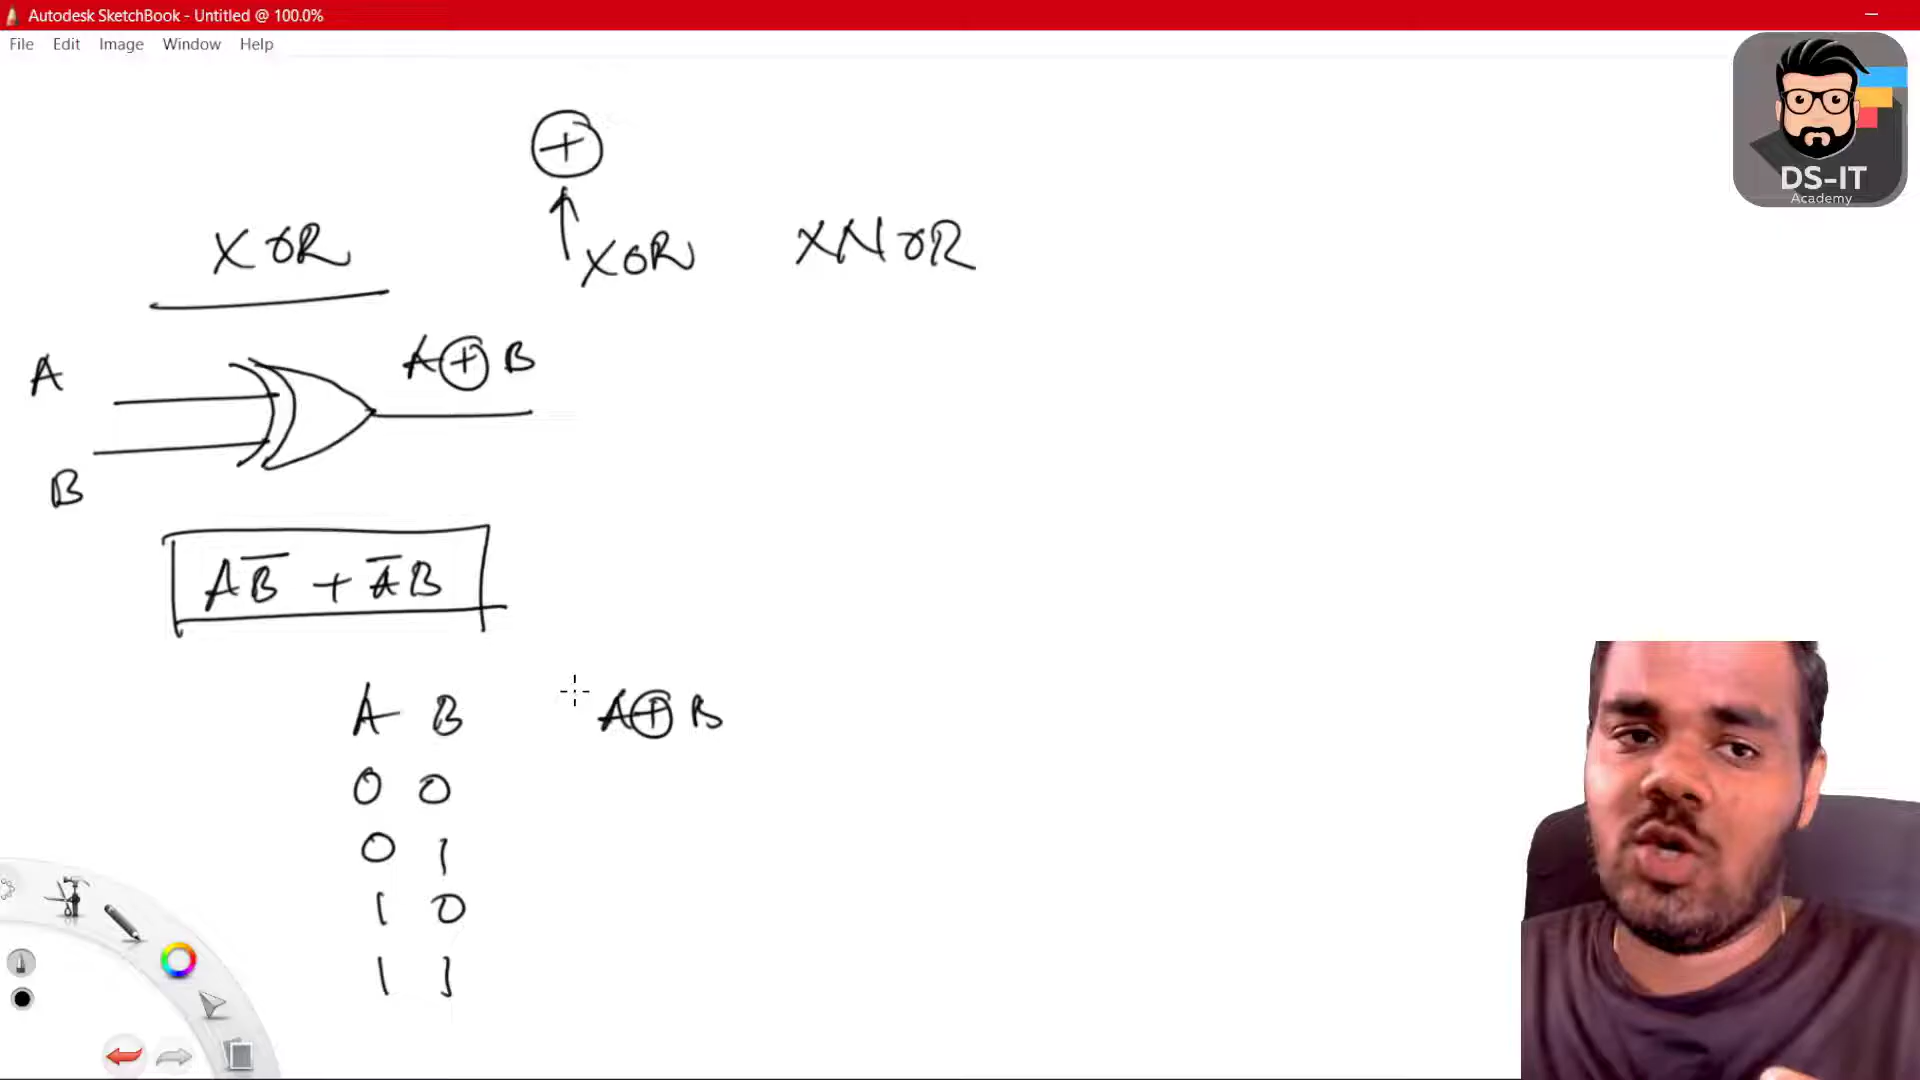 Autodesk SketchBook - Untitled @ 100.0%
File Edit Image Window Help
DS-IT
Academy
+
XOR XOR XNOR
A A ⊕ B
B
AB̅ + A̅B
A B A ⊕ B
0 0
0 1
1 0
1 1